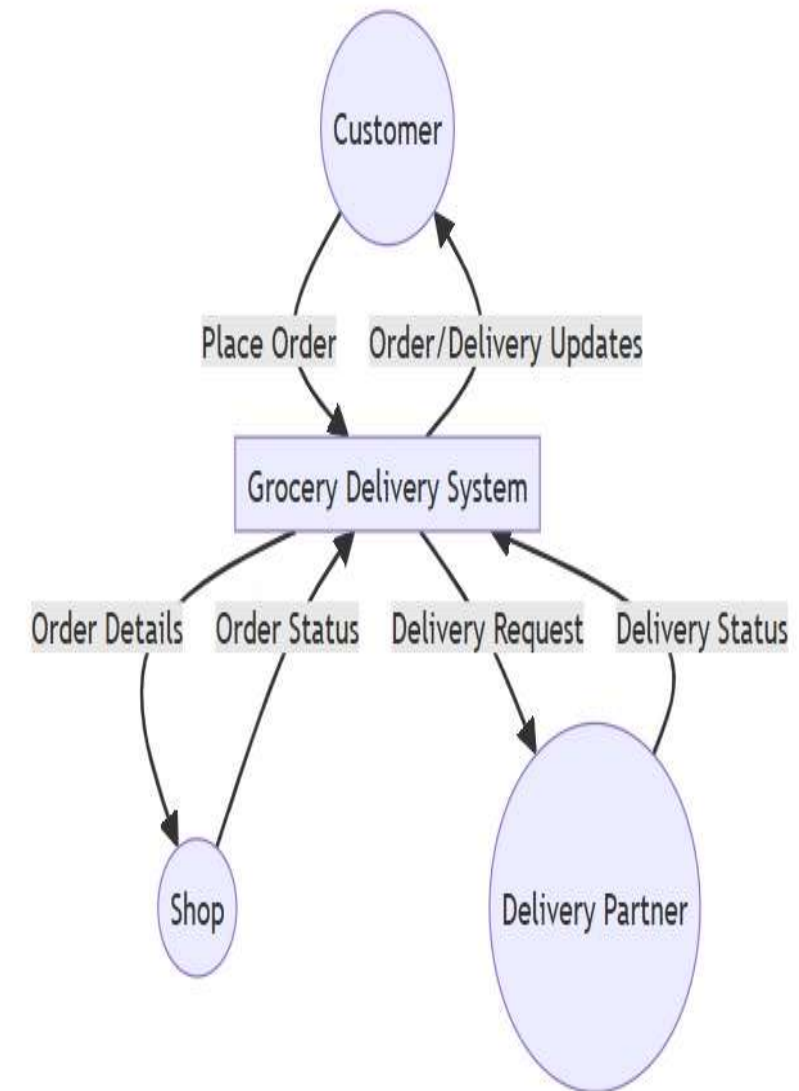 Customer
Place Order
Order/Delivery Updates
Grocery Delivery System
Order Details
Order Status
Delivery Request
Delivery Status
Shop
Delivery Partner